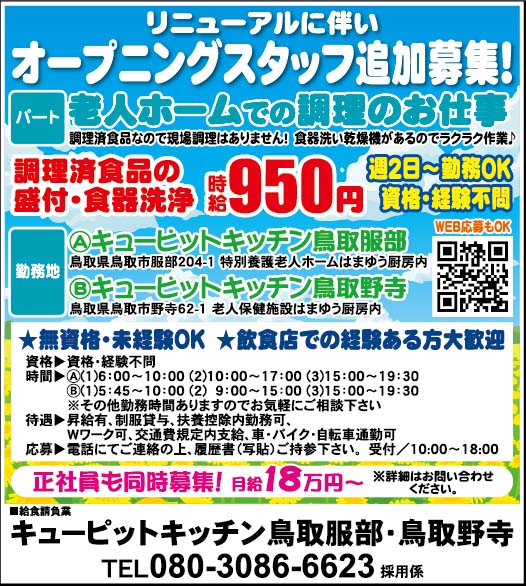 リニューアルに伴い
オープニングスタッフ追加募集!
パート 老人ホームでの調理のお仕事
調理済食品なので現場調理はありません! 食器洗い乾燥機があるのでラクラク作業♪
調理済食品の
盛付・食器洗浄
時給950円
週2日〜勤務OK
資格・経験不問
WEB応募もOK
勤務地
Ⓐキューピットキッチン鳥取服部
鳥取県鳥取市服部204-1 特別養護老人ホームはまゆう厨房内
Ⓑキューピットキッチン鳥取野寺
鳥取県鳥取市野寺62-1 老人保健施設はまゆう厨房内
★無資格・未経験OK ★飲食店での経験ある方大歓迎
資格▶資格・経験不問
時間▶Ⓐ(1)6:00〜10:00 (2)10:00〜17:00 (3)15:00〜19:30
Ⓑ(1)5:45〜10:00 (2) 9:00〜15:00 (3)15:00〜19:30
※その他勤務時間ありますのでお気軽にご相談下さい
待遇▶昇給有、制服貸与、扶養控除内勤務可、
Wワーク可、交通費規定内支給、車・バイク・自転車通勤可
応募▶電話にてご連絡の上、履歴書(写貼)ご持参下さい。 受付/10:00〜18:00
正社員も同時募集! 月給18万円〜
※詳細はお問い合わせ
ください。
■給食請負業
キューピットキッチン鳥取服部・鳥取野寺
TEL080-3086-6623 採用係